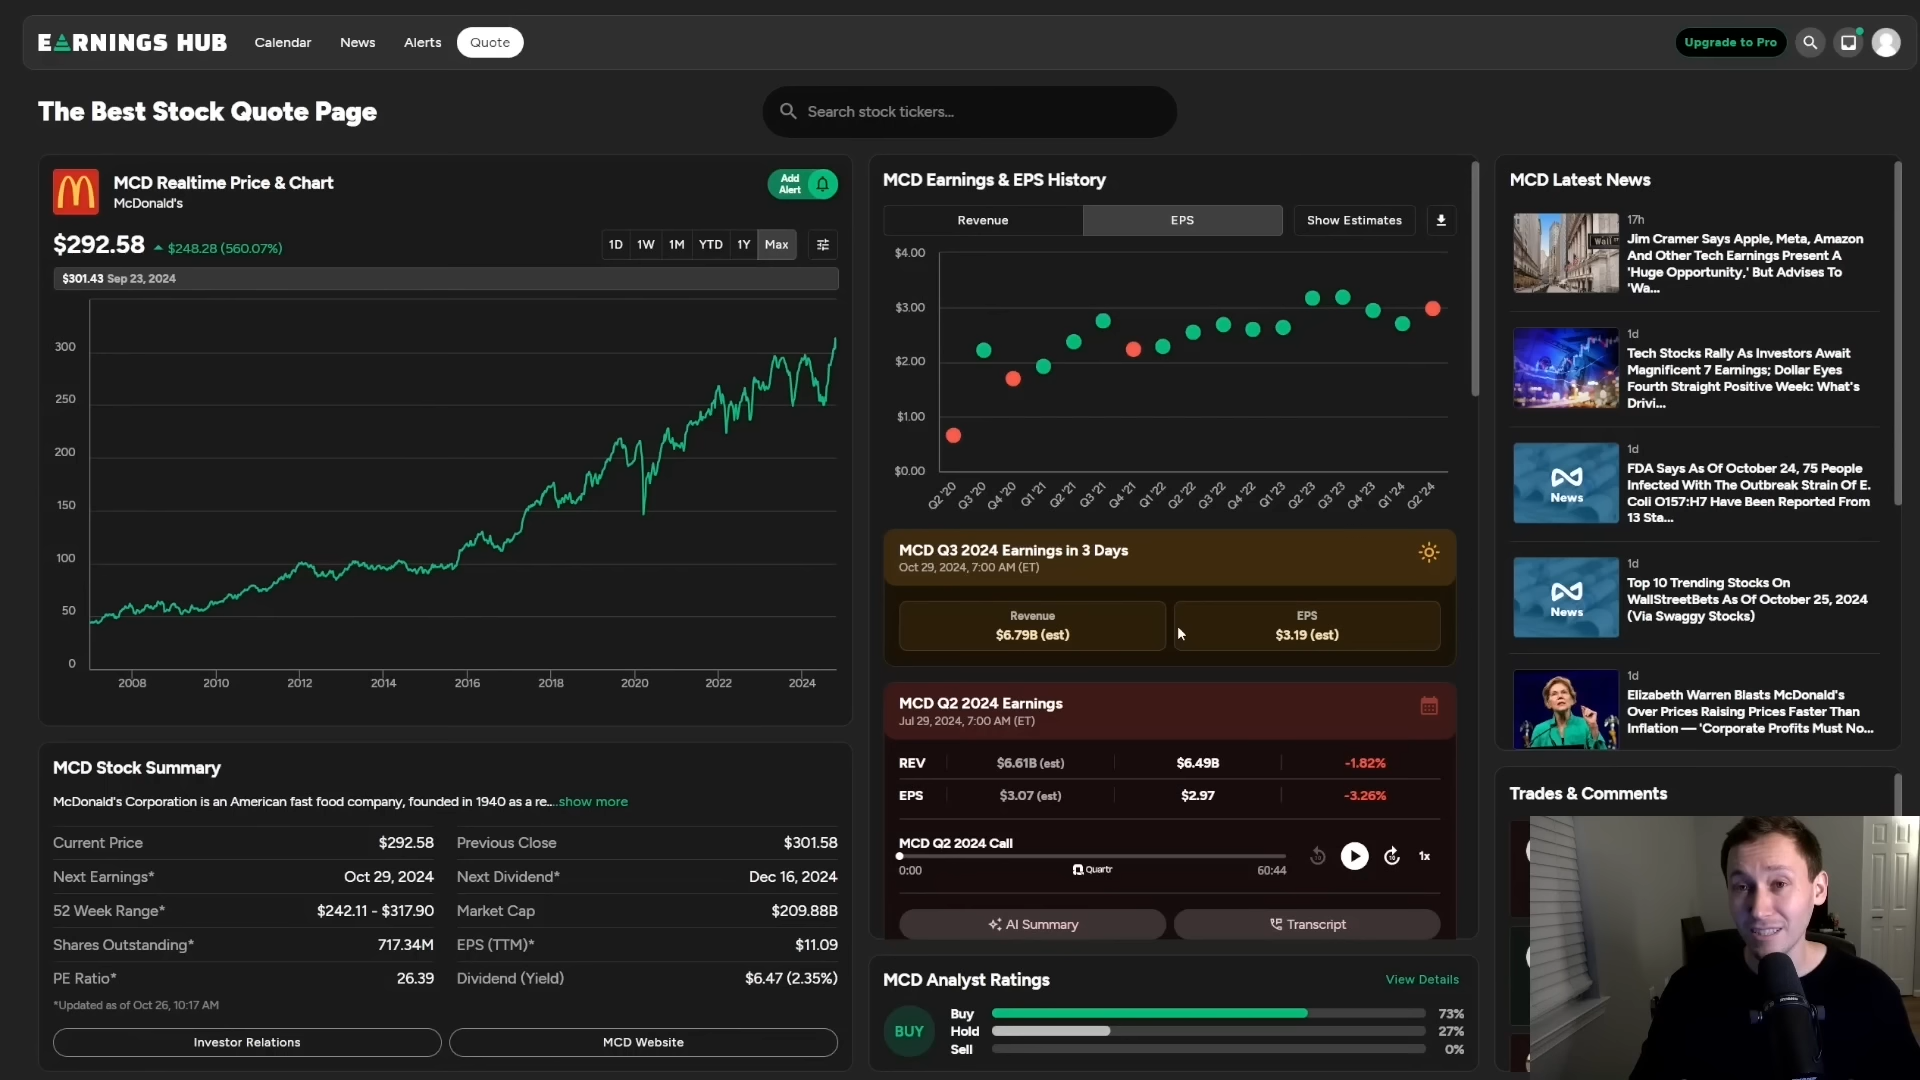 EARNINGS HUB
Calendar
News
Alerts
Quote
Upgrade to Pro
The Best Stock Quote Page
Search stock tickers...
MCD Realtime Price & Chart
McDonald's
Add
Alert
$292.58
$248.28 (560.07%)
1D
1W
1M
YTD
1Y
Max
$301.43 Sep 23, 2024
300
250
200
150
100
50
0
2008
2010
2012
2014
2016
2018
2020
2022
2024
MCD Stock Summary
McDonald's Corporation is an American fast food company, founded in 1940 as a re...show more
Current Price
$292.58
Previous Close
$301.58
Next Earnings*
Oct 29, 2024
Next Dividend*
Dec 16, 2024
52 Week Range*
$242.11 - $317.90
Market Cap
$209.88B
Shares Outstanding*
717.34M
EPS (TTM)*
$11.09
PE Ratio*
26.39
Dividend (Yield)
$6.47 (2.35%)
*Updated as of Oct 26, 10:17 AM
Investor Relations
MCD Website
MCD Earnings & EPS History
Revenue
EPS
Show Estimates
$4.00
$3.00
$2.00
$1.00
$0.00
Q2 '20
Q3 '20
Q4 '20
Q1 '21
Q2 '21
Q3 '21
Q4 '21
Q1 '22
Q2 '22
Q3 '22
Q4 '22
Q1 '23
Q2 '23
Q3 '23
Q4 '23
Q1 '24
Q2 '24
MCD Q3 2024 Earnings in 3 Days
Oct 29, 2024, 7:00 AM (ET)
Revenue
$6.79B (est)
EPS
$3.19 (est)
MCD Q2 2024 Earnings
Jul 29, 2024, 7:00 AM (ET)
REV
$6.61B (est)
$6.49B
-1.82%
EPS
$3.07 (est)
$2.97
-3.26%
MCD Q2 2024 Call
0:00
Quartr
60:44
1x
AI Summary
Transcript
MCD Analyst Ratings
View Details
BUY
Buy
73%
Hold
27%
Sell
0%
MCD Latest News
Wall
17h
Jim Cramer Says Apple, Meta, Amazon
And Other Tech Earnings Present A
'Huge Opportunity,' But Advises To
'Wa...
1d
Tech Stocks Rally As Investors Await
Magnificent 7 Earnings; Dollar Eyes
Fourth Straight Positive Week: What's
Drivi...
News
1d
FDA Says As Of October 24, 75 People
Infected With The Outbreak Strain Of E.
Coli O157:H7 Have Been Reported From
13 Sta...
News
1d
Top 10 Trending Stocks On
WallStreetBets As Of October 25, 2024
(Via Swaggy Stocks)
1d
Elizabeth Warren Blasts McDonald's
Over Prices Raising Prices Faster Than
Inflation — 'Corporate Profits Must No...
Trades & Comments